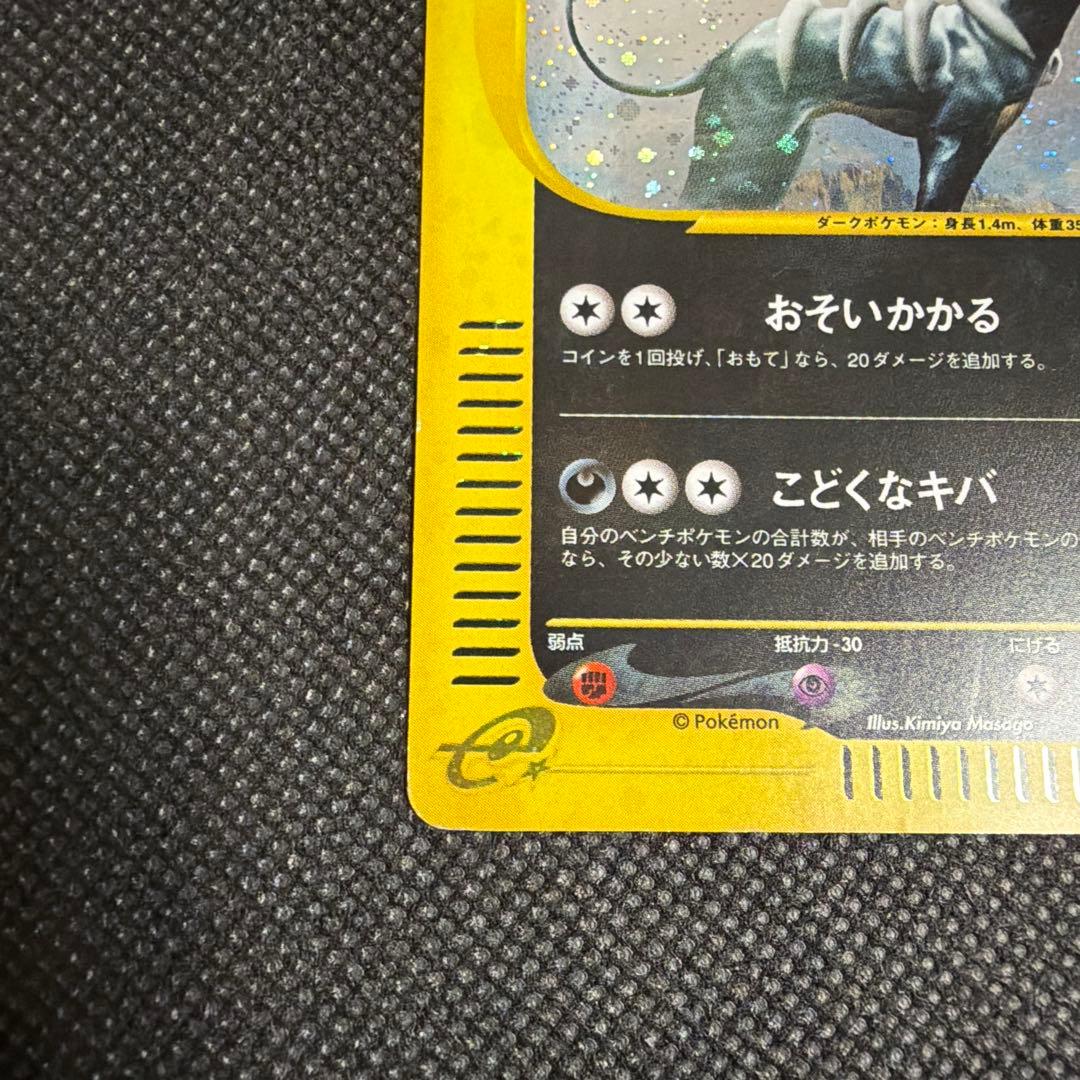 ダークポケモン：身長1.4m、体重35
おそいかかる
コインを1回投げ、「おもて」なら、20ダメージを追加する。
こどくなキバ
自分のベンチポケモンの合計数が、相手のベンチポケモンの
なら、その少ない数×20ダメージを追加する。
弱点 抵抗力-30 にげる
© Pokémon Illus.Kimiya Masago
e